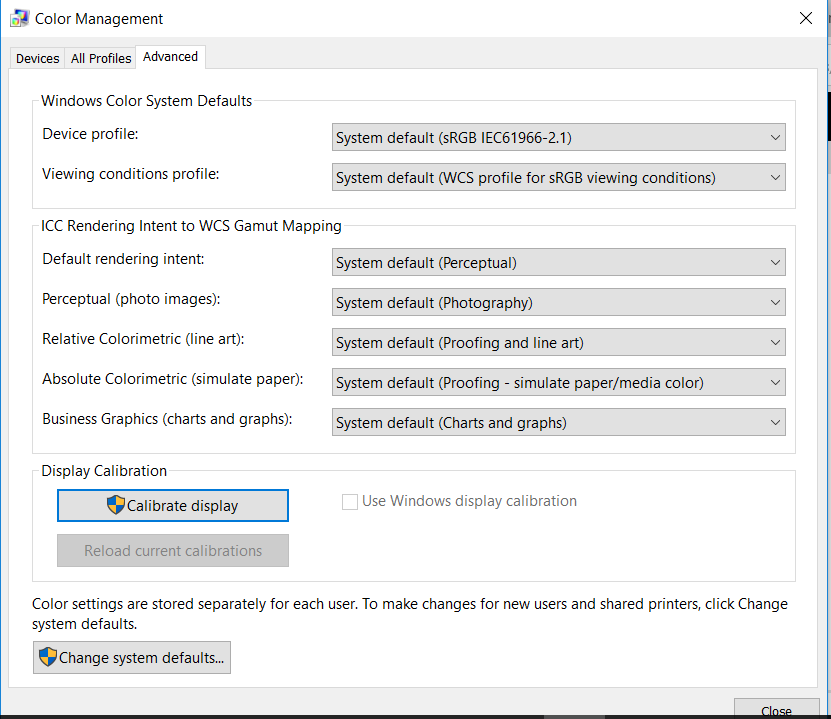 Color Management
Devices
All Profiles
Advanced
Windows Color System Defaults
Device profile:
System default (sRGB IEC61966-2.1)
Viewing conditions profile:
System default (WCS profile for sRGB viewing conditions)
ICC Rendering Intent to WCS Gamut Mapping
Default rendering intent:
System default (Perceptual)
Perceptual (photo images):
System default (Photography)
Relative Colorimetric (line art):
System default (Proofing and line art)
Absolute Colorimetric (simulate paper):
System default (Proofing - simulate paper/media color)
Business Graphics (charts and graphs):
System default (Charts and graphs)
Display Calibration
Calibrate display
Use Windows display calibration
Reload current calibrations
Color settings are stored separately for each user. To make changes for new users and shared printers, click Change
system defaults.
Change system defaults...
Close